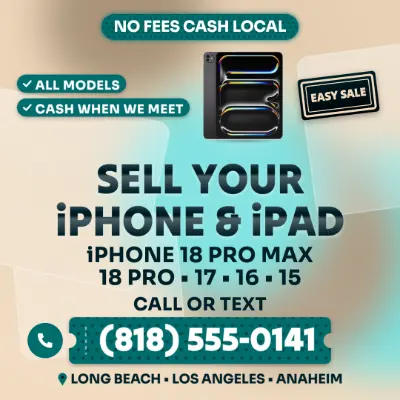 NO FEES CASH LOCAL
✓ ALL MODELS
✓ CASH WHEN WE MEET
EASY SALE
SELL YOUR
iPHONE & iPAD
iPHONE 18 PRO MAX
18 PRO • 17 • 16 • 15
CALL OR TEXT
(818) 555-0141
LONG BEACH • LOS ANGELES • ANAHEIM